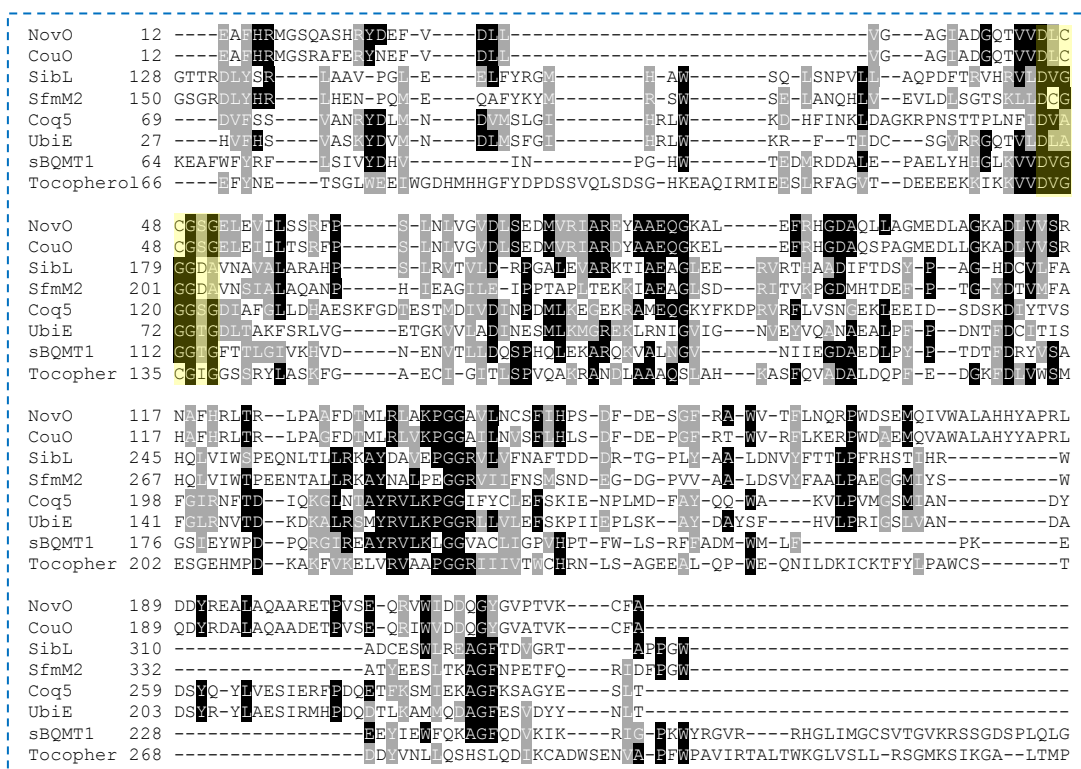 NovO 12 ----EAFHRMGSQASHRYDEF-V----DLL--------------------------------VG---AGIADGQTVVDLC
CouO 12 ----EAFHRMGSRAFERYNEF-V----DLL--------------------------------VG---AGIADGQTVVDLC
SibL 128 GTTRDLYSR----LAAV-PGL-E----ELFYRGM--------H-AW------SQ-LSNPVLL-AQPDFTRVHRVLDVG
SfmM2 150 GSGRDLYHR----LHEN-PQM-E----QAFYKYM--------R-SW------SE-LANQHLV-EVLDLSGTSKLLDCG
Coq5 69 ----DVFSS----VANRYDLM-N----DVMSLGI--------HRLW------KD-HFINKLDAGKRPNSTTPLNFIDVA
UbiE 27 ----HVFHS----VASKYDVM-N----DLMSFGI--------HRLW------KR-F--TIDC--SGVRRGQTVLDLA
sBQMT1 64 KEAFWFYRF----LSIVYDHV--------IN--------PG-HW------TEDMRDDALE--PAELYHHGLKVVDVG
Tocopherol66 ----EFYNE----TSGLWEEIWGDHMHHGFYDPDSSVQLSDSG-HKEAQIRMIEESLRFAGVT--DEEEEKKIKKVVDVG
NovO 48 CGSGELEVILSSRFP-----S-LNLVGVDLSEDMVRIAREYAAEQGKAL----EFRHGDAQLLAGMEDLAGKADLVVSR
CouO 48 CGSGELEIILTSRFP-----S-LNLVGVDLSEDMVRIARDYAAEQGKEL----EFRHGDAQSPAGMEDLLGKADLVVSR
SibL 179 GGDAVNAVALARAHP-----S-LRVTVLD-RPGALEVARKTIAEAGLEE---RVRTHAADIFTDSY-P--AG-HDCVLFA
SfmM2 201 GGDAVNSIALAQANP-----H-IEAGILE-IPPTAPLTEKKIAEAGLSD---RITVKPGDMHTDEF-P--TG-YDTVMFA
Coq5 120 GGSGDIAFGLLDHAESKFGDTESTMDIVDINPDMLKEGEKRAMEQGKYFKDPRVRFLVSNGEKLEEID--SDSKDIYTVS
UbiE 72 GGTGDLTAKFSRLVG-----ETGKVVLADINESMLKMGREKLRNIGVIG---NVEYVQANAEALPF-P--DNTFDCITIS
sBQMT1 112 GGTGFTTLGIVKHVD-----N-ENVTLLDQSPHQLEKARQKVALNGV-----NIIEGDAEDLPY-P--TDTFDRYVSA
Tocopher 135 CGIGGSSRYLASKFG-----A-ECI-GITLSPVQAKRANDLAAAQSLAH---KASFQVADALDQPF-E--DGKFDLVWSM
NovO 117 NAFHRLTR--LPAAFDTMLRLAKPGGAVLNCSFIHPS-DF-DE-SGF-RA-WV-TFLNQRPWDSEMQIVWALAHHYAPRL
CouO 117 HAFHRLTR--LPAGFDTMLRLVKPGGAILNVSFLHLS-DF-DE-PGF-RT-WV-RFLKERPWDAEMQVAWALAHYYAPRL
SibL 245 HQLVIWSPEQNLTLLRKAYDAVEPGGRVLVFNAFTDD-DR-TG-PLY-AA-LDNVYFTTLPFRHSTIHR---------W
SfmM2 267 HQLVIWTPEENTALLRKAYNALPEGGRVIIFNSMSND-EG-DG-PVV-AA-LDSVYFAALPAEGGMIYS---------W
Coq5 198 FGIRNFTD--IQKGLNTAYRVLKPGGIFYCLEFSKIE-NPLMD-FAY-QQ-WA---KVLPVMGSMIAN--------DY
UbiE 141 FGLRNVTD--KDKALRSMYRVLKPGGRLLVLEFSKPIIEPLSK--AY-DAYSF---HVLPRIGSLVAN--------DA
sBQMT1 176 GSIEYWPD--PQRGIREAYRVLKLGGVACLIGPVHPT-FW-LS-RFFADM-WM-LF-----------PK-------E
Tocopher 202 ESGEHMPD--KAKFVKELVRVAAPGGRIIIVTWCHRN-LS-AGEEAL-QP-WE-QNILDKICKTFYLPAWCS-------T
NovO 189 DDYREALAQAARETPVSE-QRVWIDDQGYGVPTVK----CFA----------------------------------------
CouO 189 QDYRDALAQAADETPVSE-QRIWVDDQGYGVATVK----CFA----------------------------------------
SibL 310 -----------------ADCESWLREAGFTDVGRT-----APPGW-------------------------------------
SfmM2 332 -----------------ATYEESLTKAGFNPETFQ----RIDFPGW------------------------------------
Coq5 259 DSYQ-YLVESIERFPDQETFKSMIEKAGFKSAGYE----SLT----------------------------------------
UbiE 203 DSYR-YLAESIRMHPDQDTLKAMMQDAGFESVDYY----NLT----------------------------------------
sBQMT1 228 -----------------EEYIEWFQKAGFQDVKIK----RIG-PKWYRGVR---RHGLIMGCSVTGVKRSSGDSPLQLG
Tocopher 268 -----------------DDYVNLLQSHSLQDIKCADWSENVA-PFWPAVIRTALTWKGLVSLL-RSGMKSIKGA--LTMP